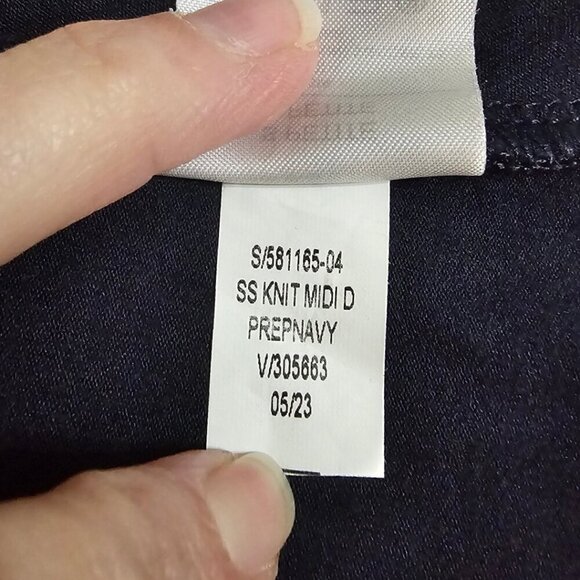 S/581165-04
SS KNIT MIDI D
PREPNAVY
V/305663
05/23